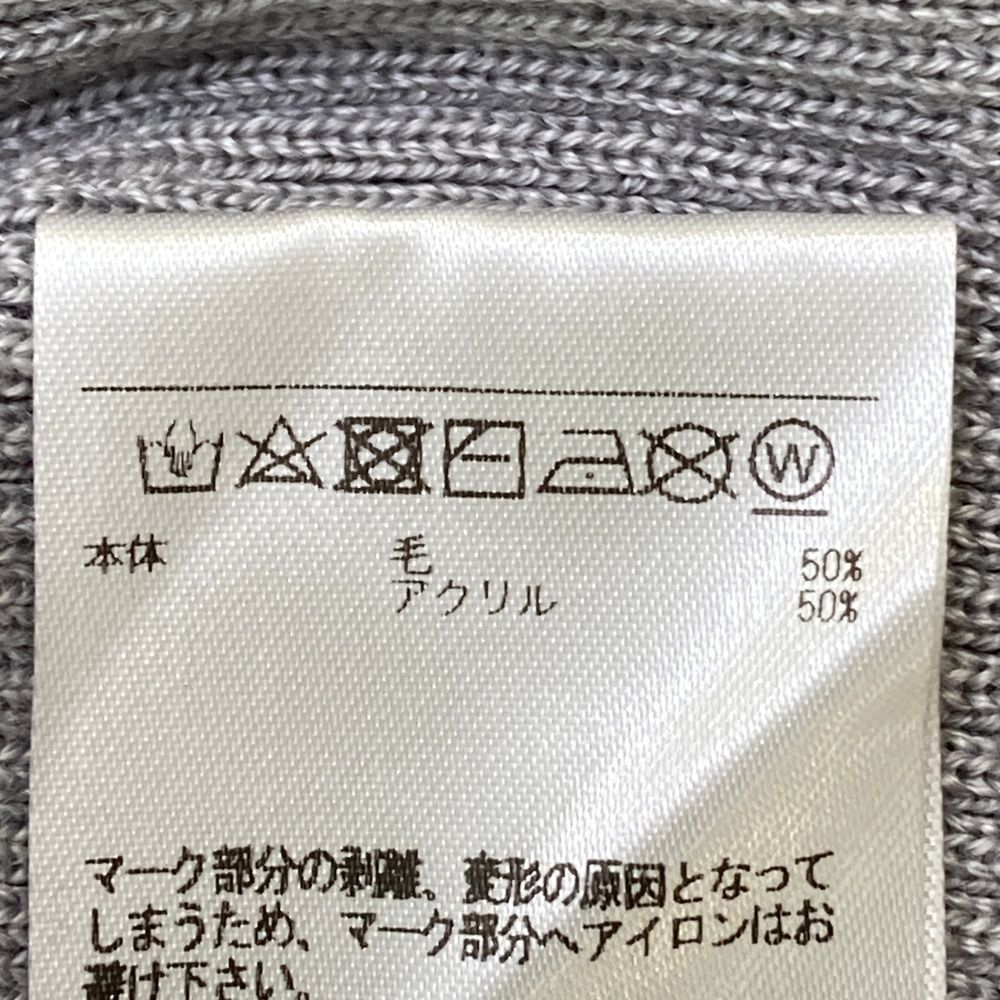 W
本体 毛 50%
アクリル 50%
マーク部分の剥離、変形の原因となって
しまうため、マーク部分へアイロンはお
避け下さい。